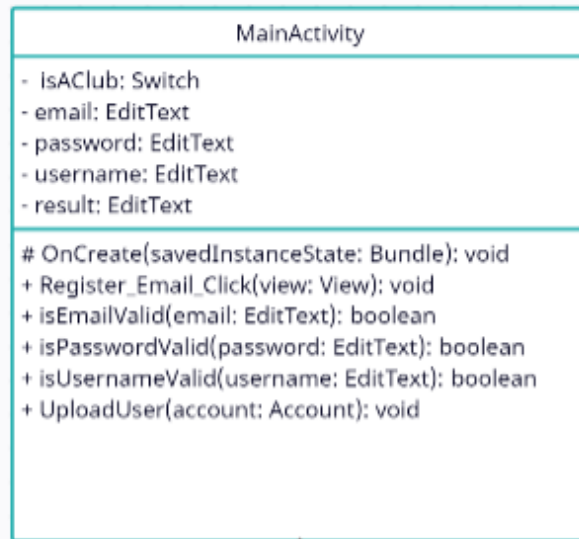 MainActivity
- isAClub: Switch
- email: EditText
- password: EditText
- username: EditText
- result: EditText
# OnCreate(savedInstanceState: Bundle): void
+ Register_Email_Click(view: View): void
+ isEmailValid(email: EditText): boolean
+ isPasswordValid(password: EditText): boolean
+ isUsernameValid(username: EditText): boolean
+ UploadUser(account: Account): void